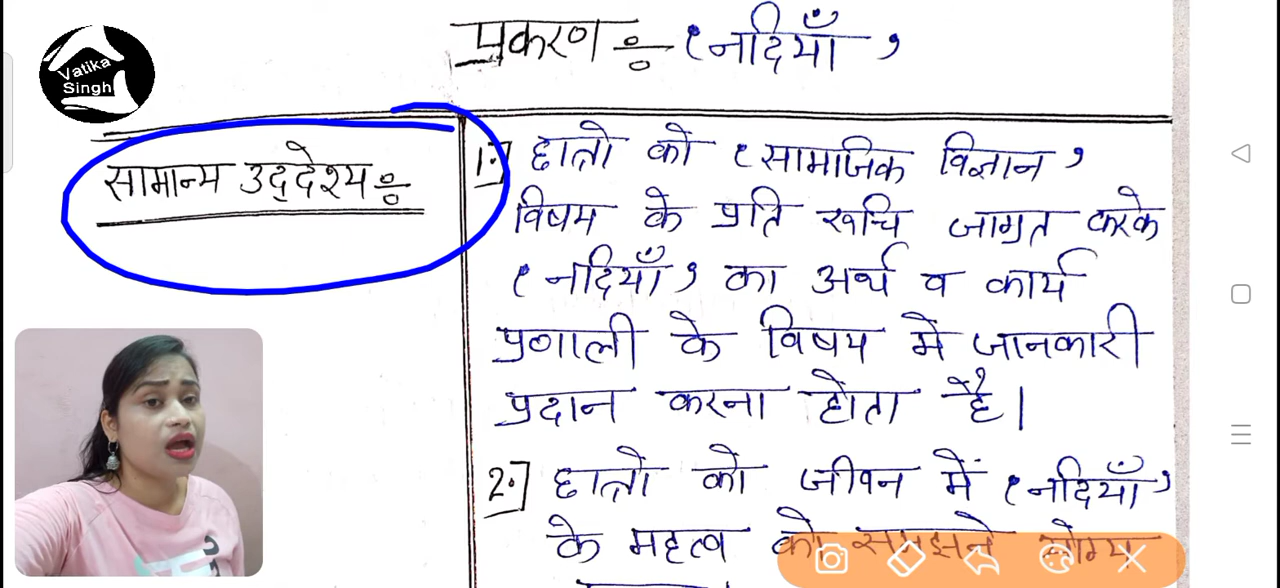 Vatika
Singh
प्रकरण ÷ 'नदियाँ'
सामान्य उद्देश्य ÷
1.] छात्रो को 'सामाजिक विज्ञान'
विषय के प्रति रूचि जाग्रत करके
'नदियाँ' का अर्थ व कार्य
प्रणाली के विषय में जानकारी
प्रदान करना होता है।
2.] छात्रो को जीवन में 'नदियाँ'
के महत्व को समझने योग्य